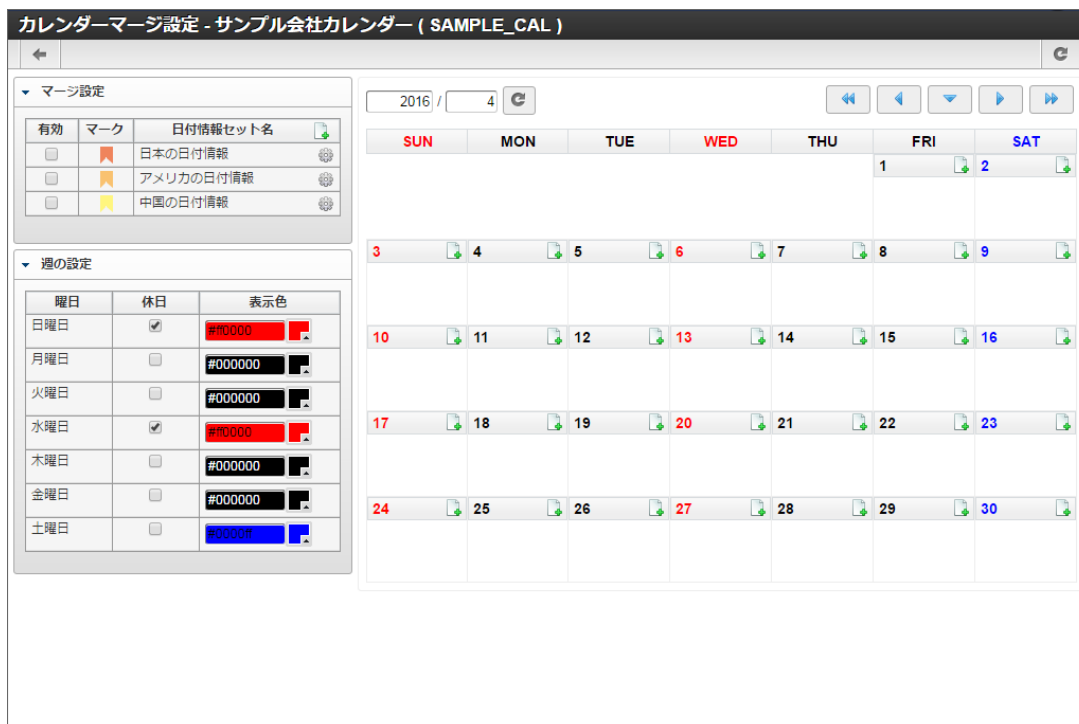 カレンダーマージ設定 - サンプル会社カレンダー ( SAMPLE_CAL )
マージ設定
有効 マーク 日付情報セット名
日本の日付情報
アメリカの日付情報
中国の日付情報
週の設定
曜日 休日 表示色
日曜日 #ff0000
月曜日 #000000
火曜日 #000000
水曜日 #ff0000
木曜日 #000000
金曜日 #000000
土曜日 #0000ff
2016 / 4
SUN MON TUE WED THU FRI SAT
1 2
3 4 5 6 7 8 9
10 11 12 13 14 15 16
17 18 19 20 21 22 23
24 25 26 27 28 29 30